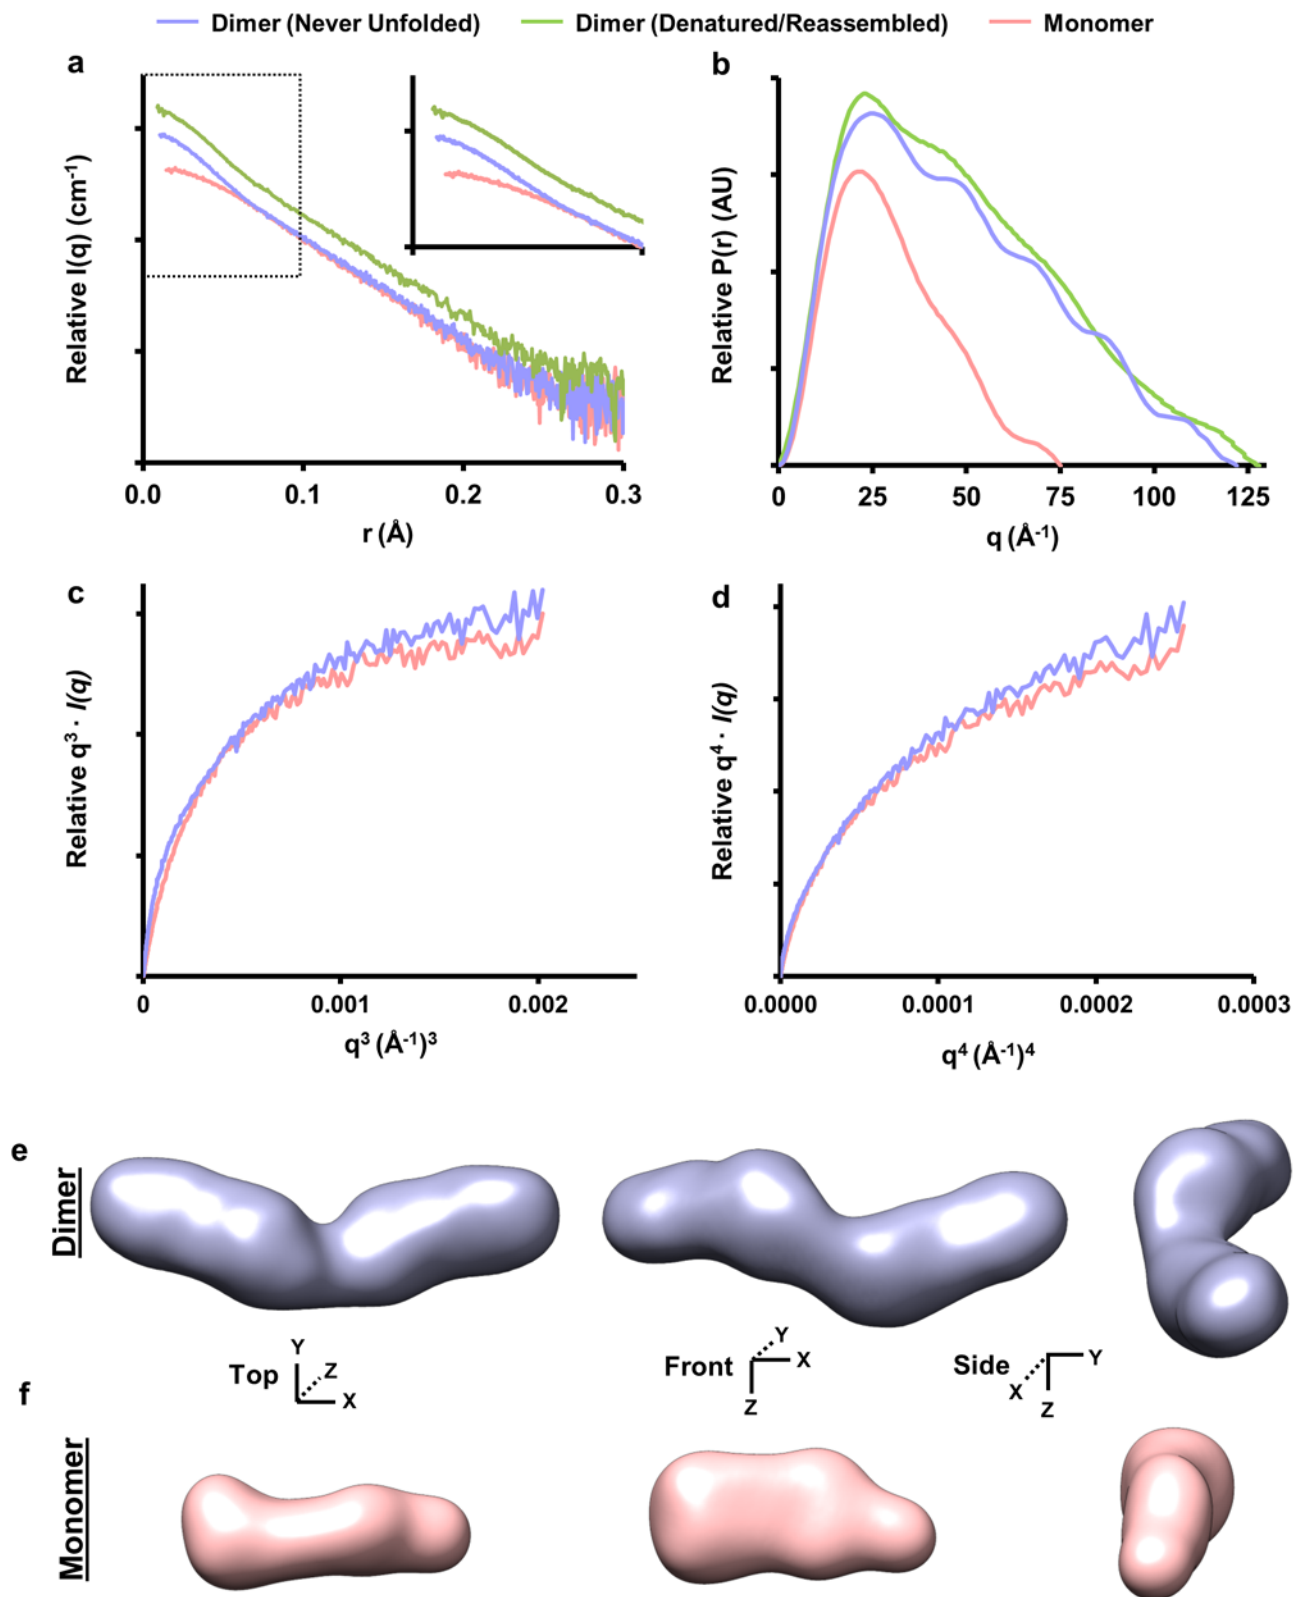 Dimer (Never Unfolded) Dimer (Denatured/Reassembled) Monomer
a
Relative I(q) (cm⁻¹)
0.0 0.1 0.2 0.3
r (Å)
b
Relative P(r) (AU)
0 25 50 75 100 125
q (Å⁻¹)
c
Relative q³ · I(q)
0 0.001 0.002
q³ (Å⁻¹)³
d
Relative q⁴ · I(q)
0.0000 0.0001 0.0002 0.0003
q⁴ (Å⁻¹)⁴
e
Dimer
Top Y Z X
Front Y X Z
Side Y X Z
f
Monomer